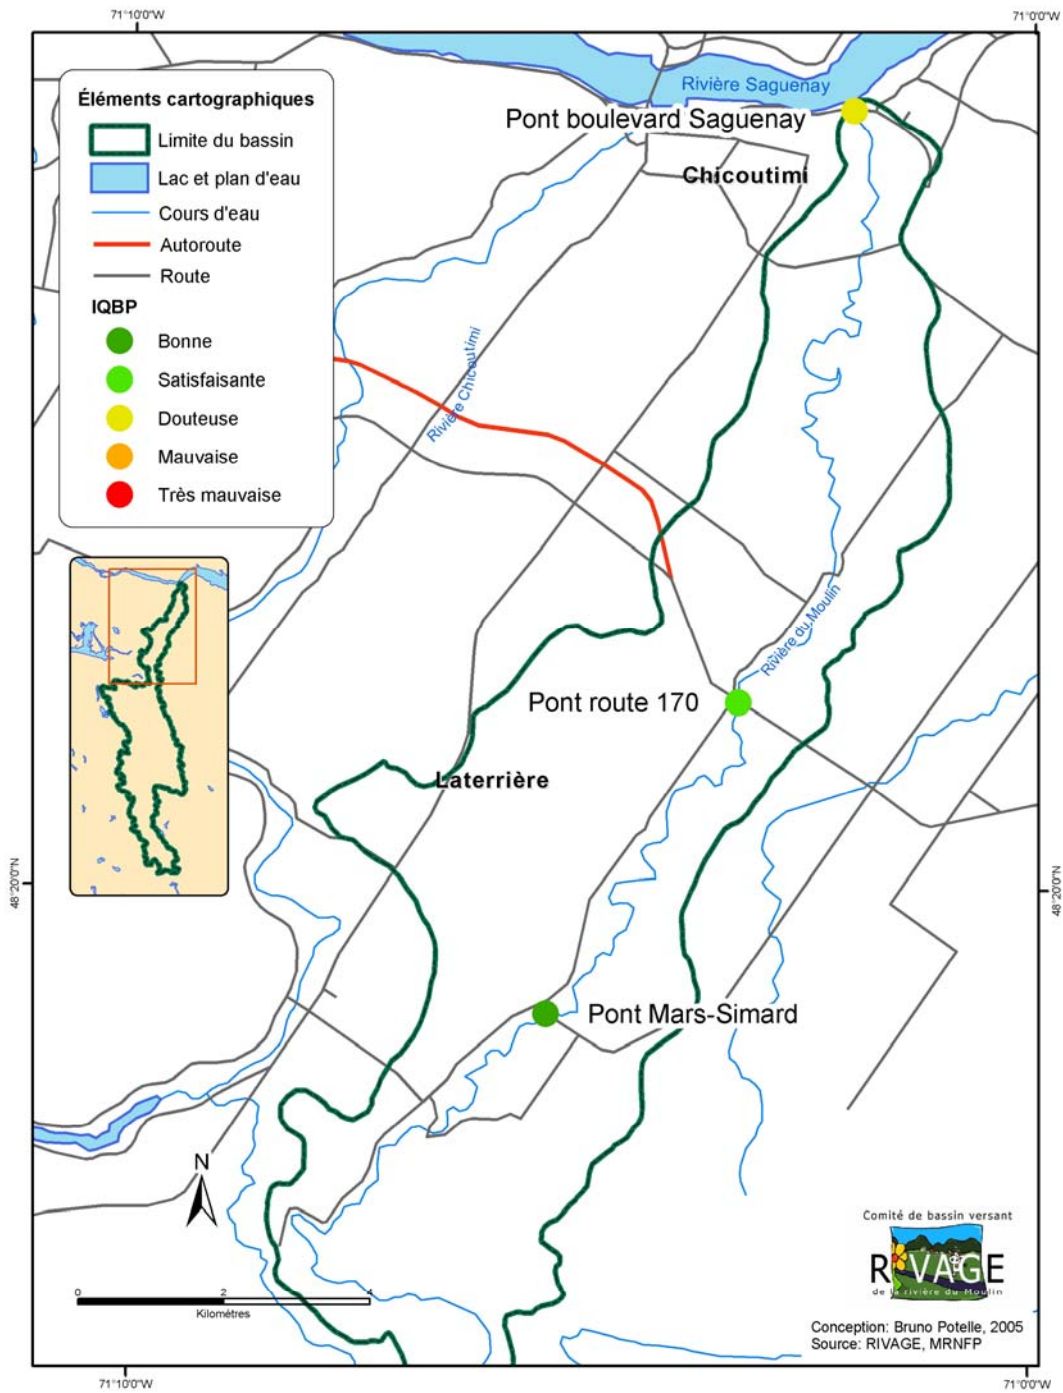 71°10'0"W
71°0'0"W
Éléments cartographiques
Limite du bassin
Lac et plan d'eau
Cours d'eau
Autoroute
Route
IQBP
Bonne
Satisfaisante
Douteuse
Mauvaise
Très mauvaise
Rivière Saguenay
Pont boulevard Saguenay
Chicoutimi
Rivière Chicoutimi
Rivière du Moulin
Pont route 170
Laterrière
48°20'0"N
48°20'0"N
Pont Mars-Simard
N
0 2 4
Kilomètres
Comité de bassin versant
RIVAGE
de la rivière du Moulin
Conception: Bruno Potelle, 2005
Source: RIVAGE, MRNFP
71°10'0"W
71°0'0"W